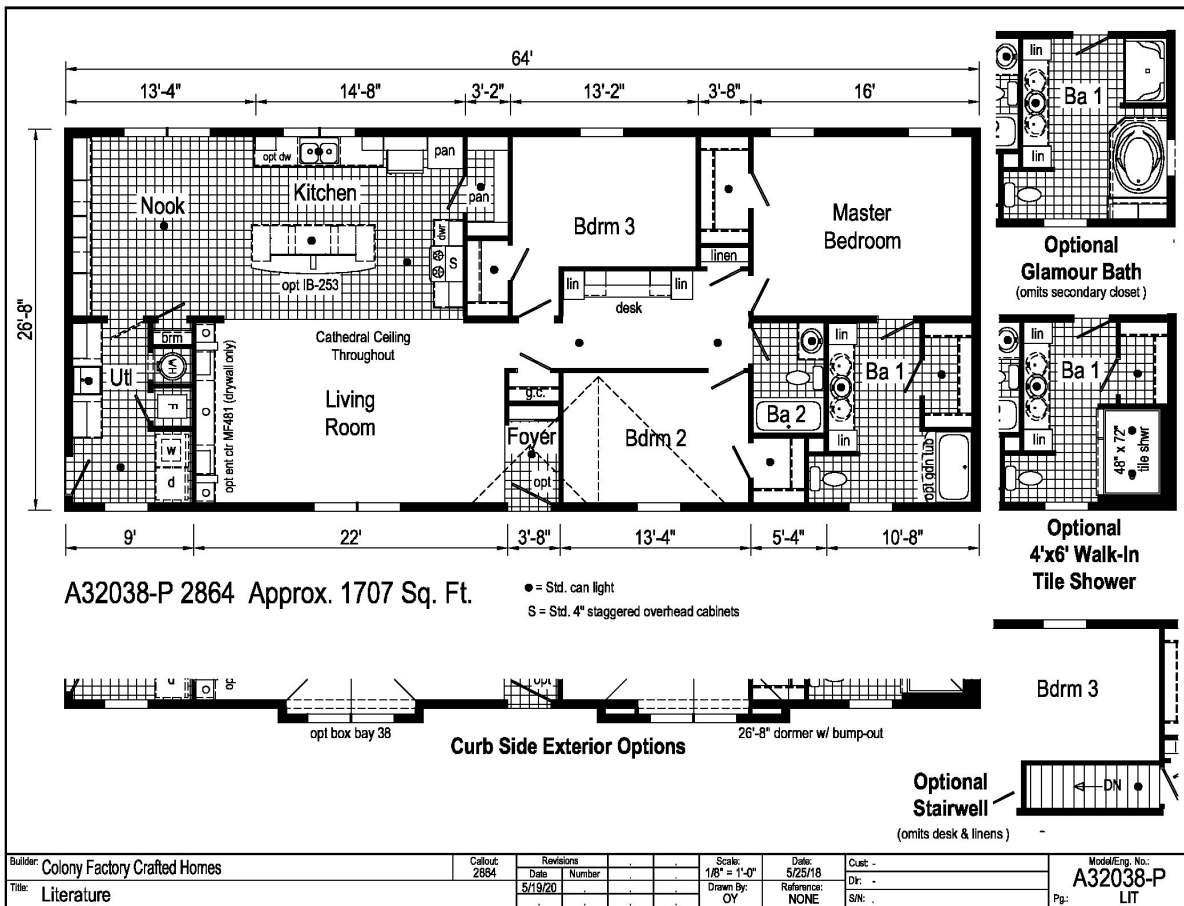 64'
13'-4" 14'-8" 3'-2" 13'-2" 3'-8" 16'
26'-8"
opt dw
pan
Kitchen
Nook
pan
dwr
S
opt IB-253
Bdrm 3
Master
Bedroom
linen
lin
desk
lin
Cathedral Ceiling
Throughout
brm
WH
Utl
F
w
d
opt ent ctr MF481 (drywall only)
Living
Room
g.c.
Foyer
opt
Bdrm 2
Ba 2
lin
Ba 1
lin
opt gdn tub
9' 22' 3'-8" 13'-4" 5'-4" 10'-8"
lin
Ba 1
lin
Optional
Glamour Bath
(omits secondary closet )
lin
Ba 1
lin
48" x 72"
tile shwr
Optional
4'x6' Walk-In
Tile Shower
A32038-P 2864 Approx. 1707 Sq. Ft.
● = Std. can light
S = Std. 4" staggered overhead cabinets
d
op
opt
opt box bay 38
26'-8" dormer w/ bump-out
Curb Side Exterior Options
Bdrm 3
DN
Optional
Stairwell
(omits desk & linens )
Builder: Colony Factory Crafted Homes
Title: Literature
Callout:
2864
Revisions
Date Number
5/19/20
Scale:
1/8" = 1'-0"
Drawn By:
OY
Date:
5/25/18
Reference:
NONE
Cust: -
Dlr: -
S/N: .
Model/Eng. No.:
A32038-P
Pg.: LIT